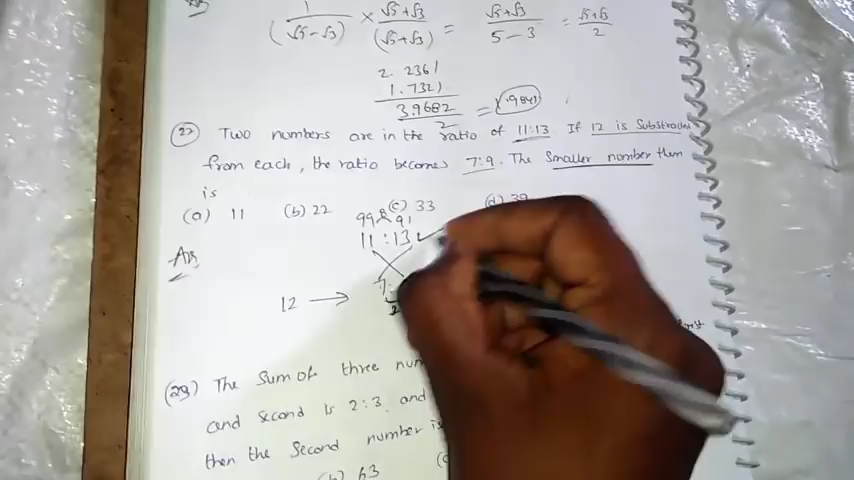 1/(√5-√3) × √5+√3/(√5+√3) = √5+√3/5-3 = √5+√3/2
2.2361
1.7321
3.9682/2 = 1.9841
(27) Two numbers are in the ratio of 11:13 If 12 is Substracted
from each, the ratio becomes 7:9. The Smaller number then
is
(a) 11 (b) 22 (c) 33 (d) 39
99 & 91
11 : 13
Ans
12 → 7:
(29) The Sum of three num
and second is 2:3 and
then the Second number is
(b) 63